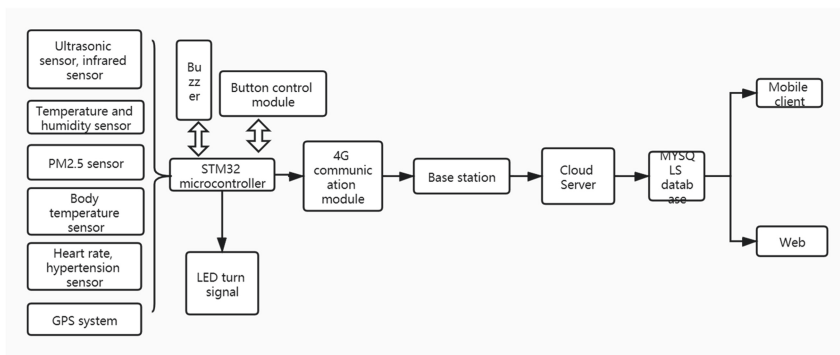 Ultrasonic
sensor, infrared
sensor
Temperature and
humidity sensor
PM2.5 sensor
Body
temperature
sensor
Heart rate,
hypertension
sensor
GPS system
Bu
zz
er
Button control
module
STM32
microcontroller
LED turn
signal
4G
communic
ation
module
Base station
Cloud
Server
MYSQ
LS
datab
ase
Mobile
client
Web